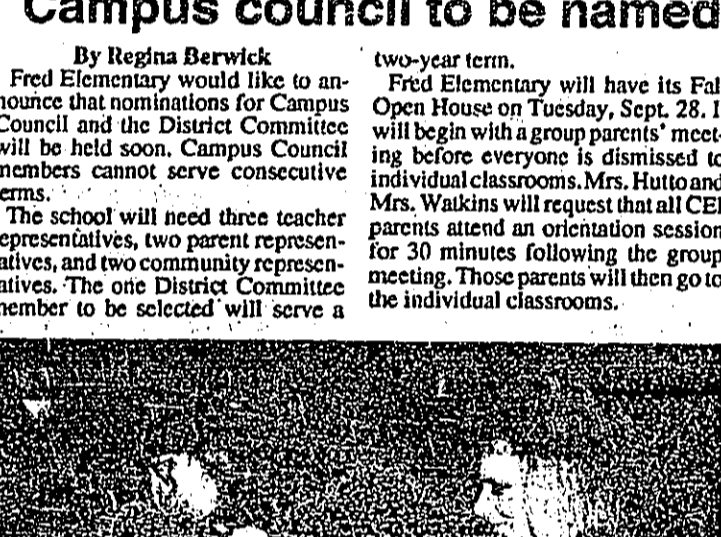 Campus council to be named
By Regina Berwick
Fred Elementary would like to an-
nounce that nominations for Campus
Council and the District Committee
will be held soon. Campus Council
members cannot serve consecutive
terms.
The school will need three teacher
representatives, two parent represen-
tatives, and two community represen-
tatives. The one District Committee
member to be selected will serve a
two-year term.
Fred Elementary will have its Fal
Open House on Tuesday, Sept. 28. I
will begin with a group parents' meet-
ing before everyone is dismissed to
individual classrooms. Mrs. Hutto and
Mrs. Watkins will request that all CEI
parents attend an orientation session
for 30 minutes following the group
meeting. Those parents will then go to
the individual classrooms.